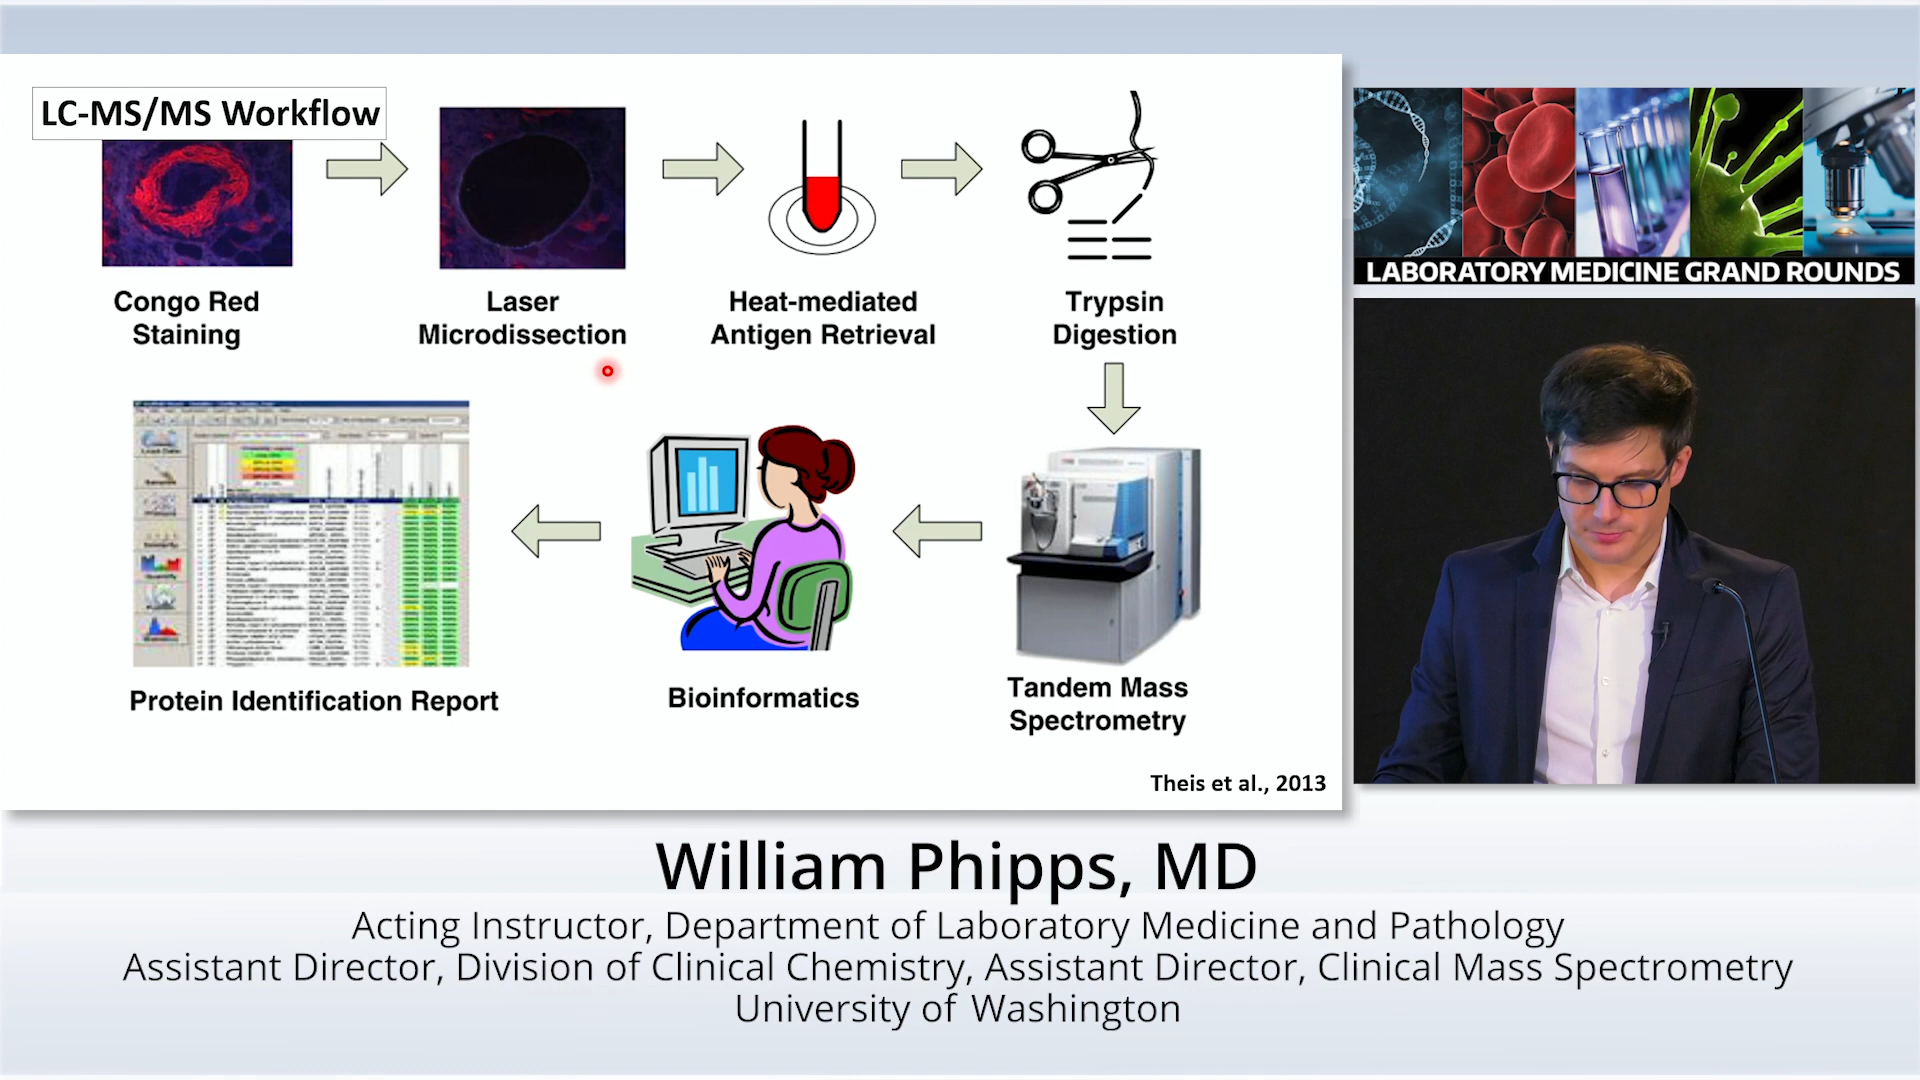 LC-MS/MS Workflow
Congo Red
Staining
Laser
Microdissection
Heat-mediated
Antigen Retrieval
Trypsin
Digestion
Protein Identification Report
Bioinformatics
Tandem Mass
Spectrometry
Theis et al., 2013
LABORATORY MEDICINE GRAND ROUNDS
William Phipps, MD
Acting Instructor, Department of Laboratory Medicine and Pathology
Assistant Director, Division of Clinical Chemistry, Assistant Director, Clinical Mass Spectrometry
University of Washington